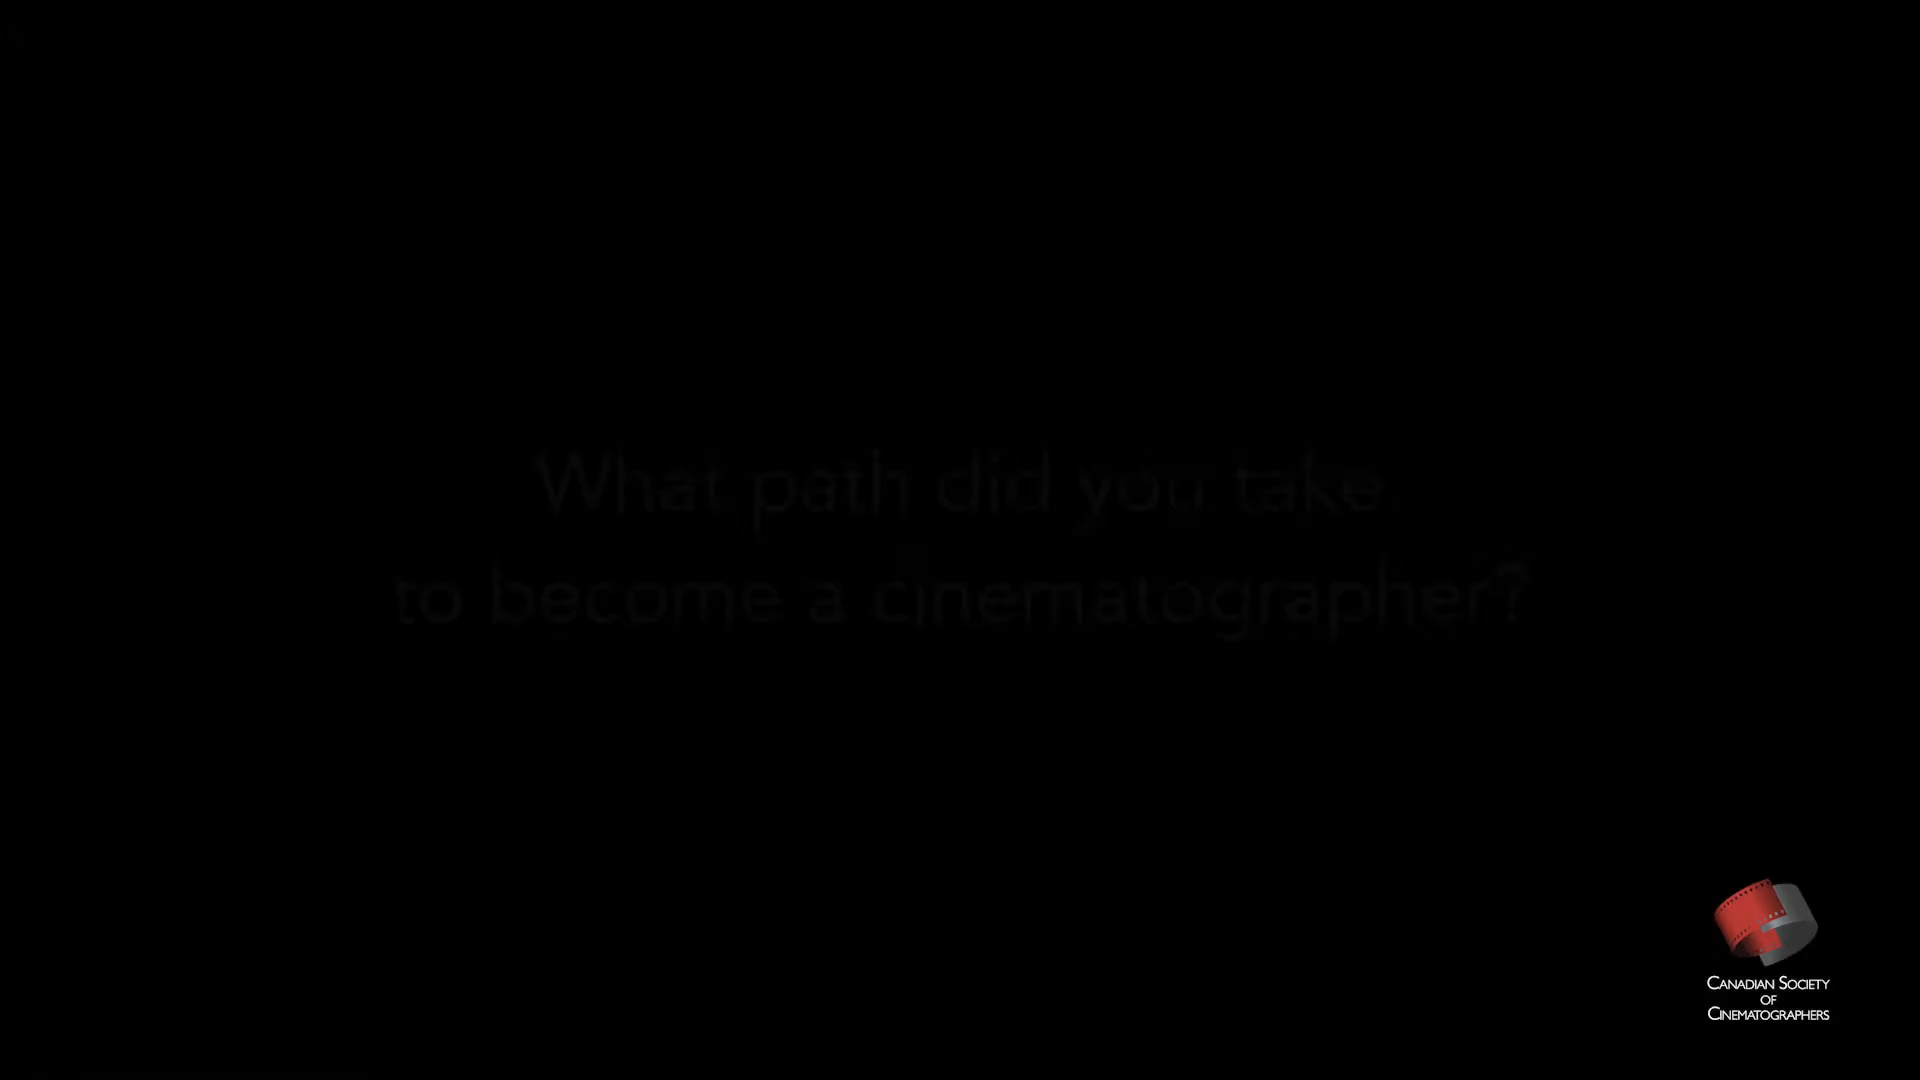 What path did you take
to become a cinematographer?
CANADIAN SOCIETY
OF
CINEMATOGRAPHERS